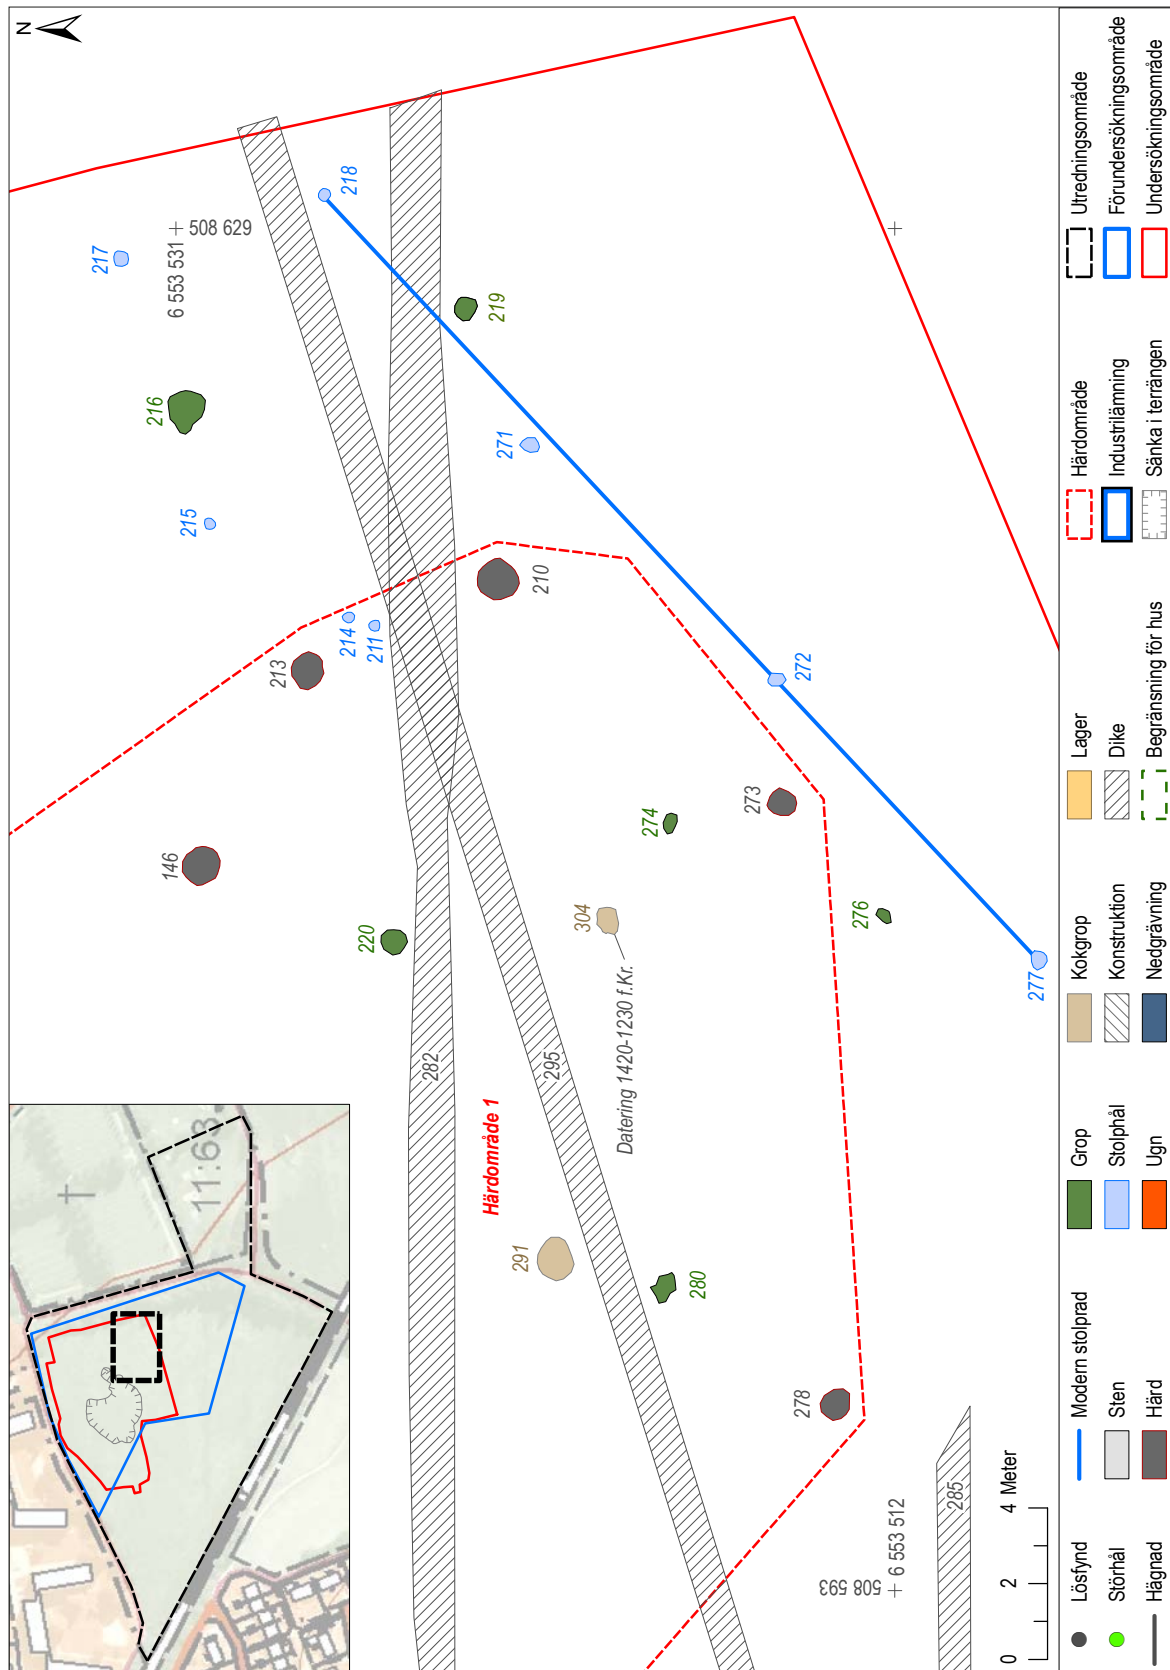 N
217
6 553 531
508 629
218
216
219
215
271
214
211
210
213
272
146
273
274
220
304
276
Datering 1420-1230 f.Kr.
277
282
295
Härdområde 1
291
280
278
11:63
508 593
6 553 512
285
0 2 4 Meter
Lösfynd
Störhål
Hägnad
Modern stolprad
Sten
Härd
Grop
Stolphål
Ugn
Kokgrop
Konstruktion
Nedgrävning
Lager
Dike
Begränsning för hus
Härdområde
Industrilämning
Sänka i terrängen
Utredningsområde
Förundersökningsområde
Undersökningsområde